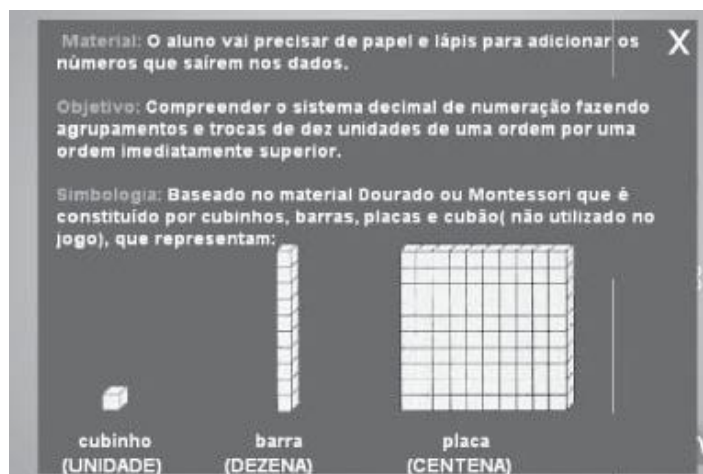 Material: O aluno vai precisar de papel e lápis para adicionar os
números que saírem nos dados.
Objetivo: Compreender o sistema decimal de numeração fazendo
agrupamentos e trocas de dez unidades de uma ordem por uma
ordem imediatamente superior.
Simbologia: Baseado no material Dourado ou Montessori que é
constituído por cubinhos, barras, placas e cubão( não utilizado no
jogo), que representam:
X
cubinho
(UNIDADE)
barra
(DEZENA)
placa
(CENTENA)